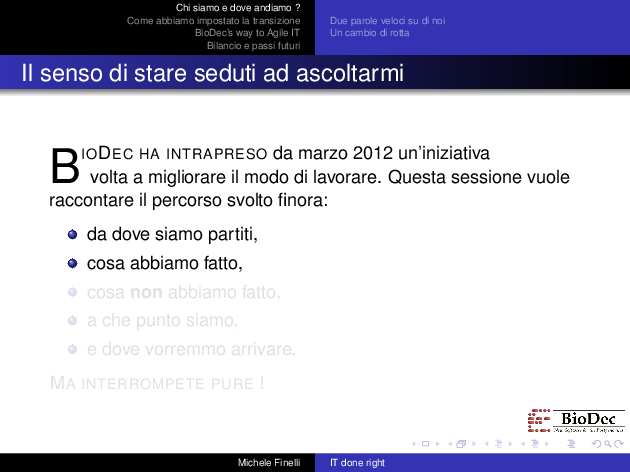 Chi siamo e dove andiamo ?
Come abbiamo impostato la transizione
BioDec's way to Agile IT
Bilancio e passi futuri
Due parole veloci su di noi
Un cambio di rotta
Il senso di stare seduti ad ascoltarmi
BIODEC HA INTRAPRESO da marzo 2012 un'iniziativa
volta a migliorare il modo di lavorare. Questa sessione vuole
raccontare il percorso svolto finora:
da dove siamo partiti,
cosa abbiamo fatto,
cosa non abbiamo fatto,
a che punto siamo,
e dove vorremmo arrivare.
MA INTERROMPETE PURE !
BioDec
Michele Finelli
IT done right